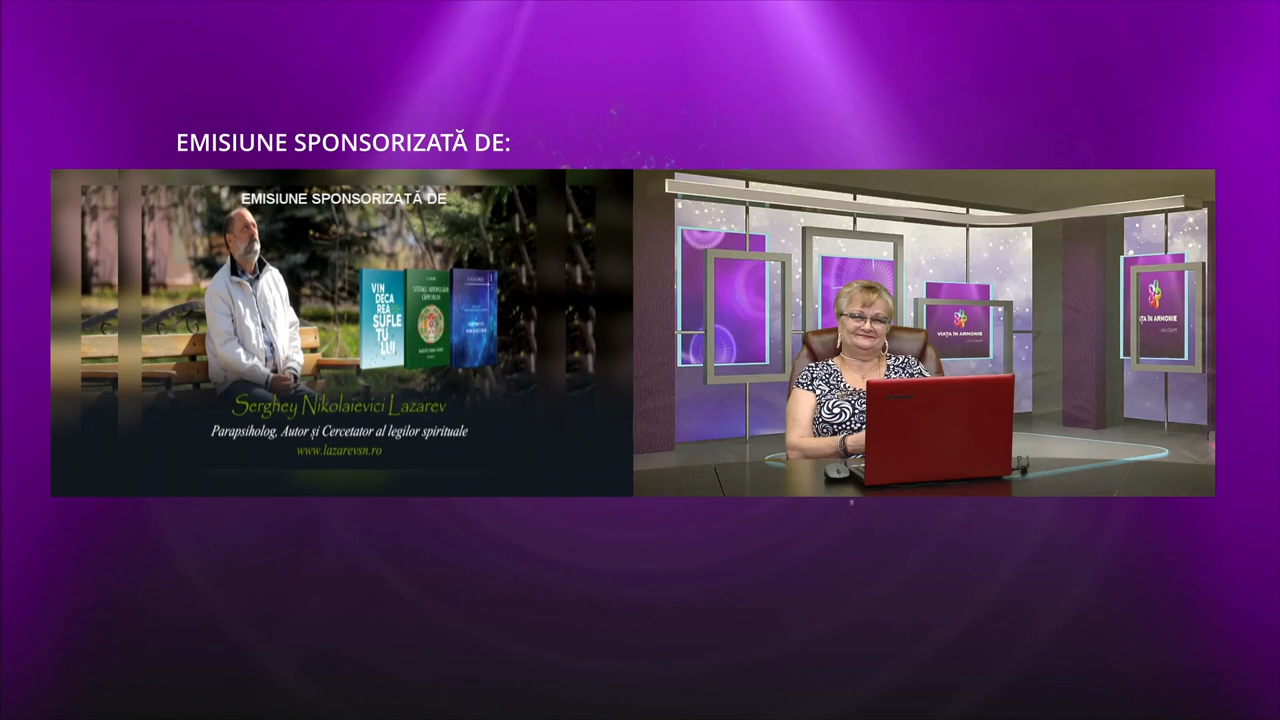 EMISIUNE SPONSORIZATĂ DE:
EMISIUNE SPONSORIZATĂ DE
VIN
DECA
REA
SUFLE
TU
LUI
Serghey Nikolaievici Lazarev
Parapsiholog, Autor și Cercetator al legilor spirituale
www.lazarevsn.ro
VIAȚA ÎN ARMONIE
ȚA ÎN ARMONIE